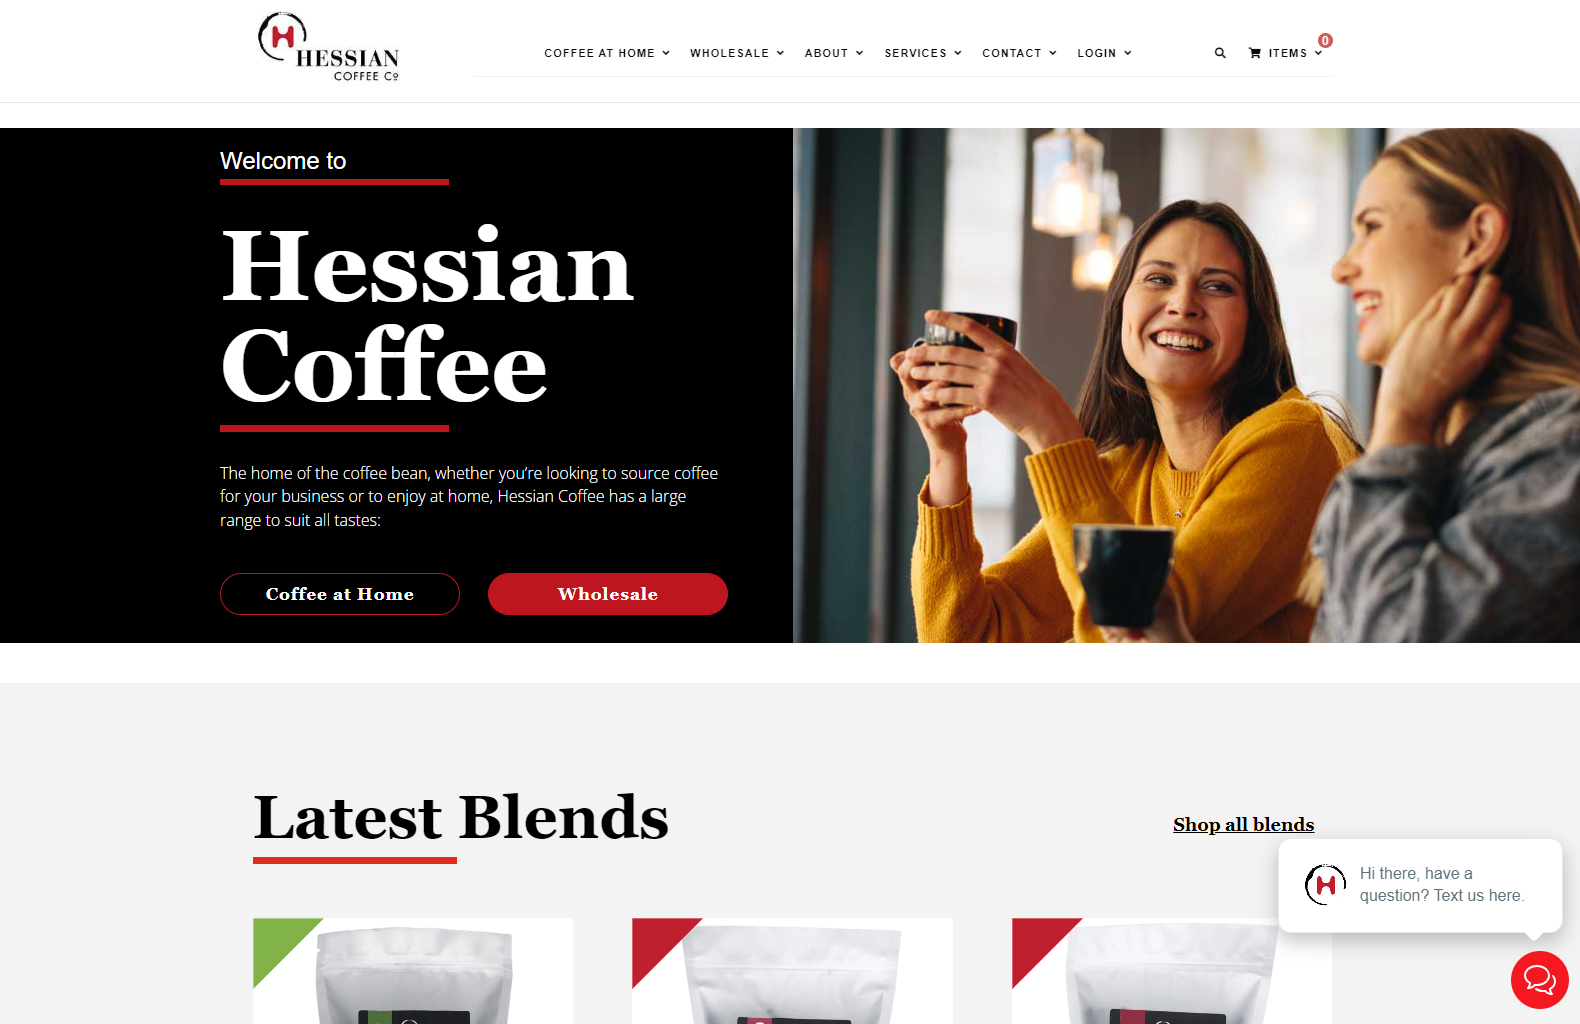 HESSIAN
COFFEE Co
COFFEE AT HOME
WHOLESALE
ABOUT
SERVICES
CONTACT
LOGIN
ITEMS
0
Welcome to
Hessian
Coffee
The home of the coffee bean, whether you’re looking to source coffee
for your business or to enjoy at home, Hessian Coffee has a large
range to suit all tastes:
Coffee at Home
Wholesale
Latest Blends
Shop all blends
Hi there, have a
question? Text us here.